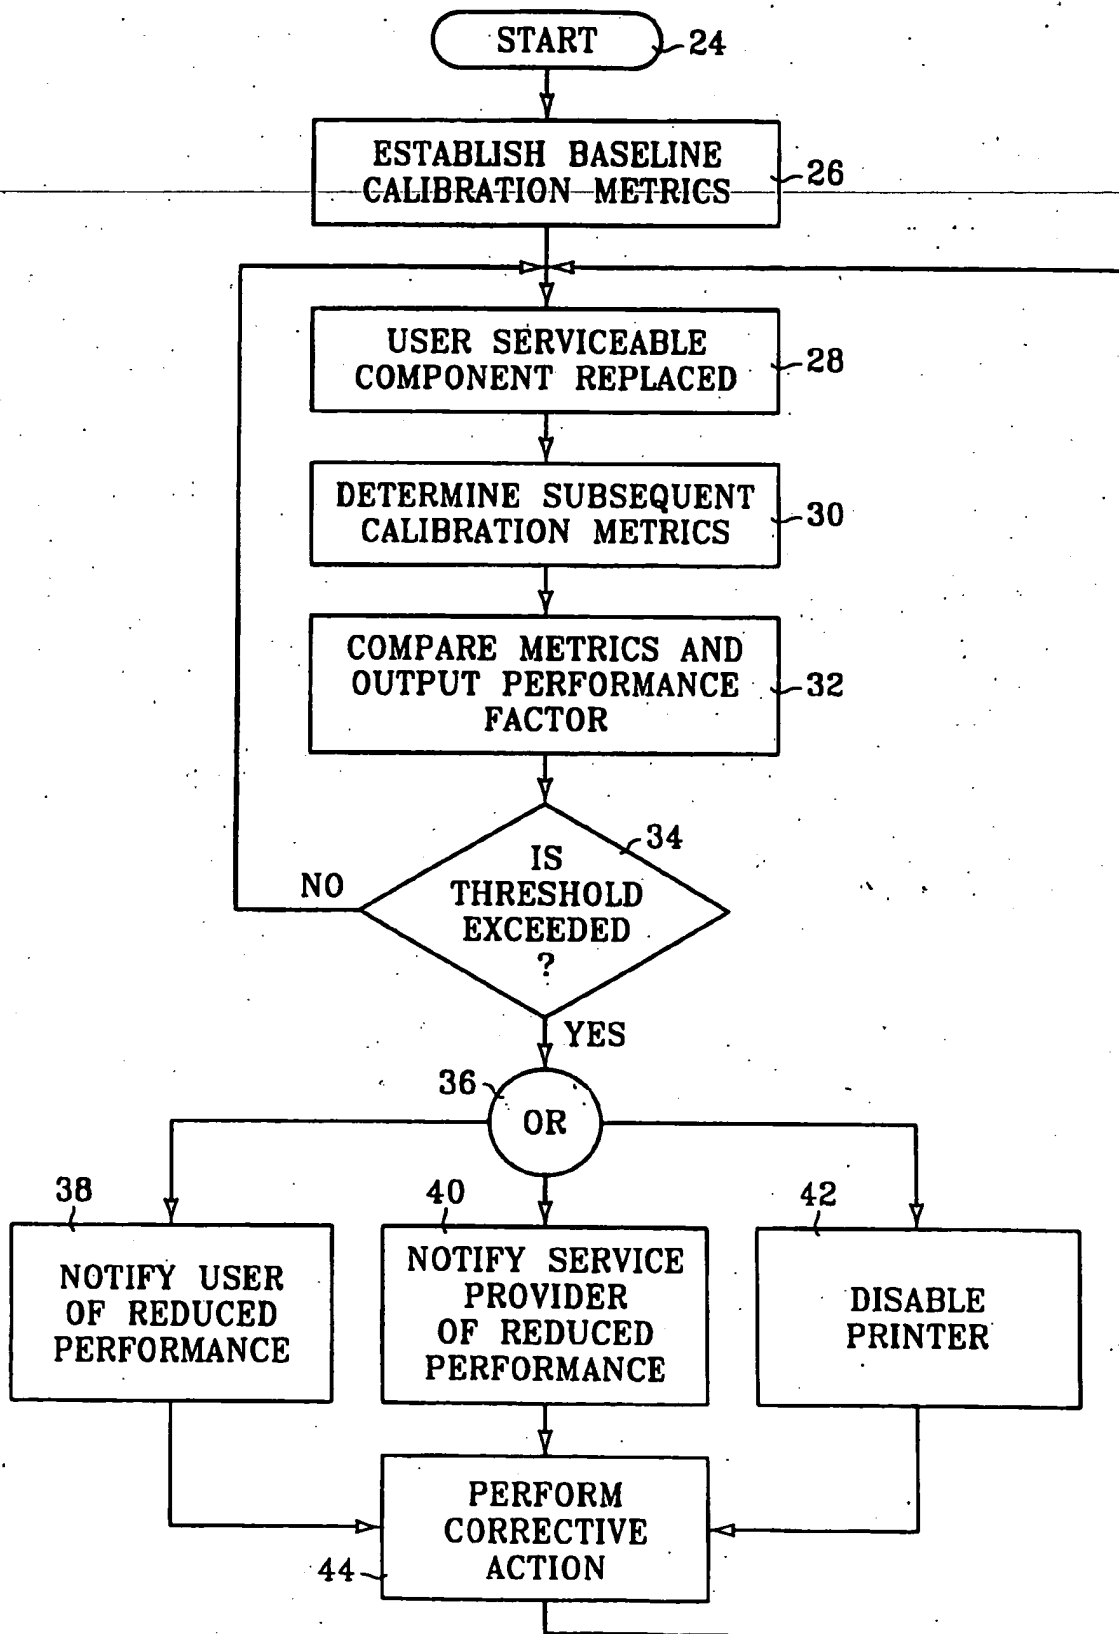 START
24
ESTABLISH BASELINE
CALIBRATION METRICS
26
USER SERVICEABLE
COMPONENT REPLACED
28
DETERMINE SUBSEQUENT
CALIBRATION METRICS
30
COMPARE METRICS AND
OUTPUT PERFORMANCE
FACTOR
32
34
IS
THRESHOLD
EXCEEDED
?
NO
YES
36
OR
38
NOTIFY USER
OF REDUCED
PERFORMANCE
40
NOTIFY SERVICE
PROVIDER
OF REDUCED
PERFORMANCE
42
DISABLE
PRINTER
PERFORM
CORRECTIVE
ACTION
44